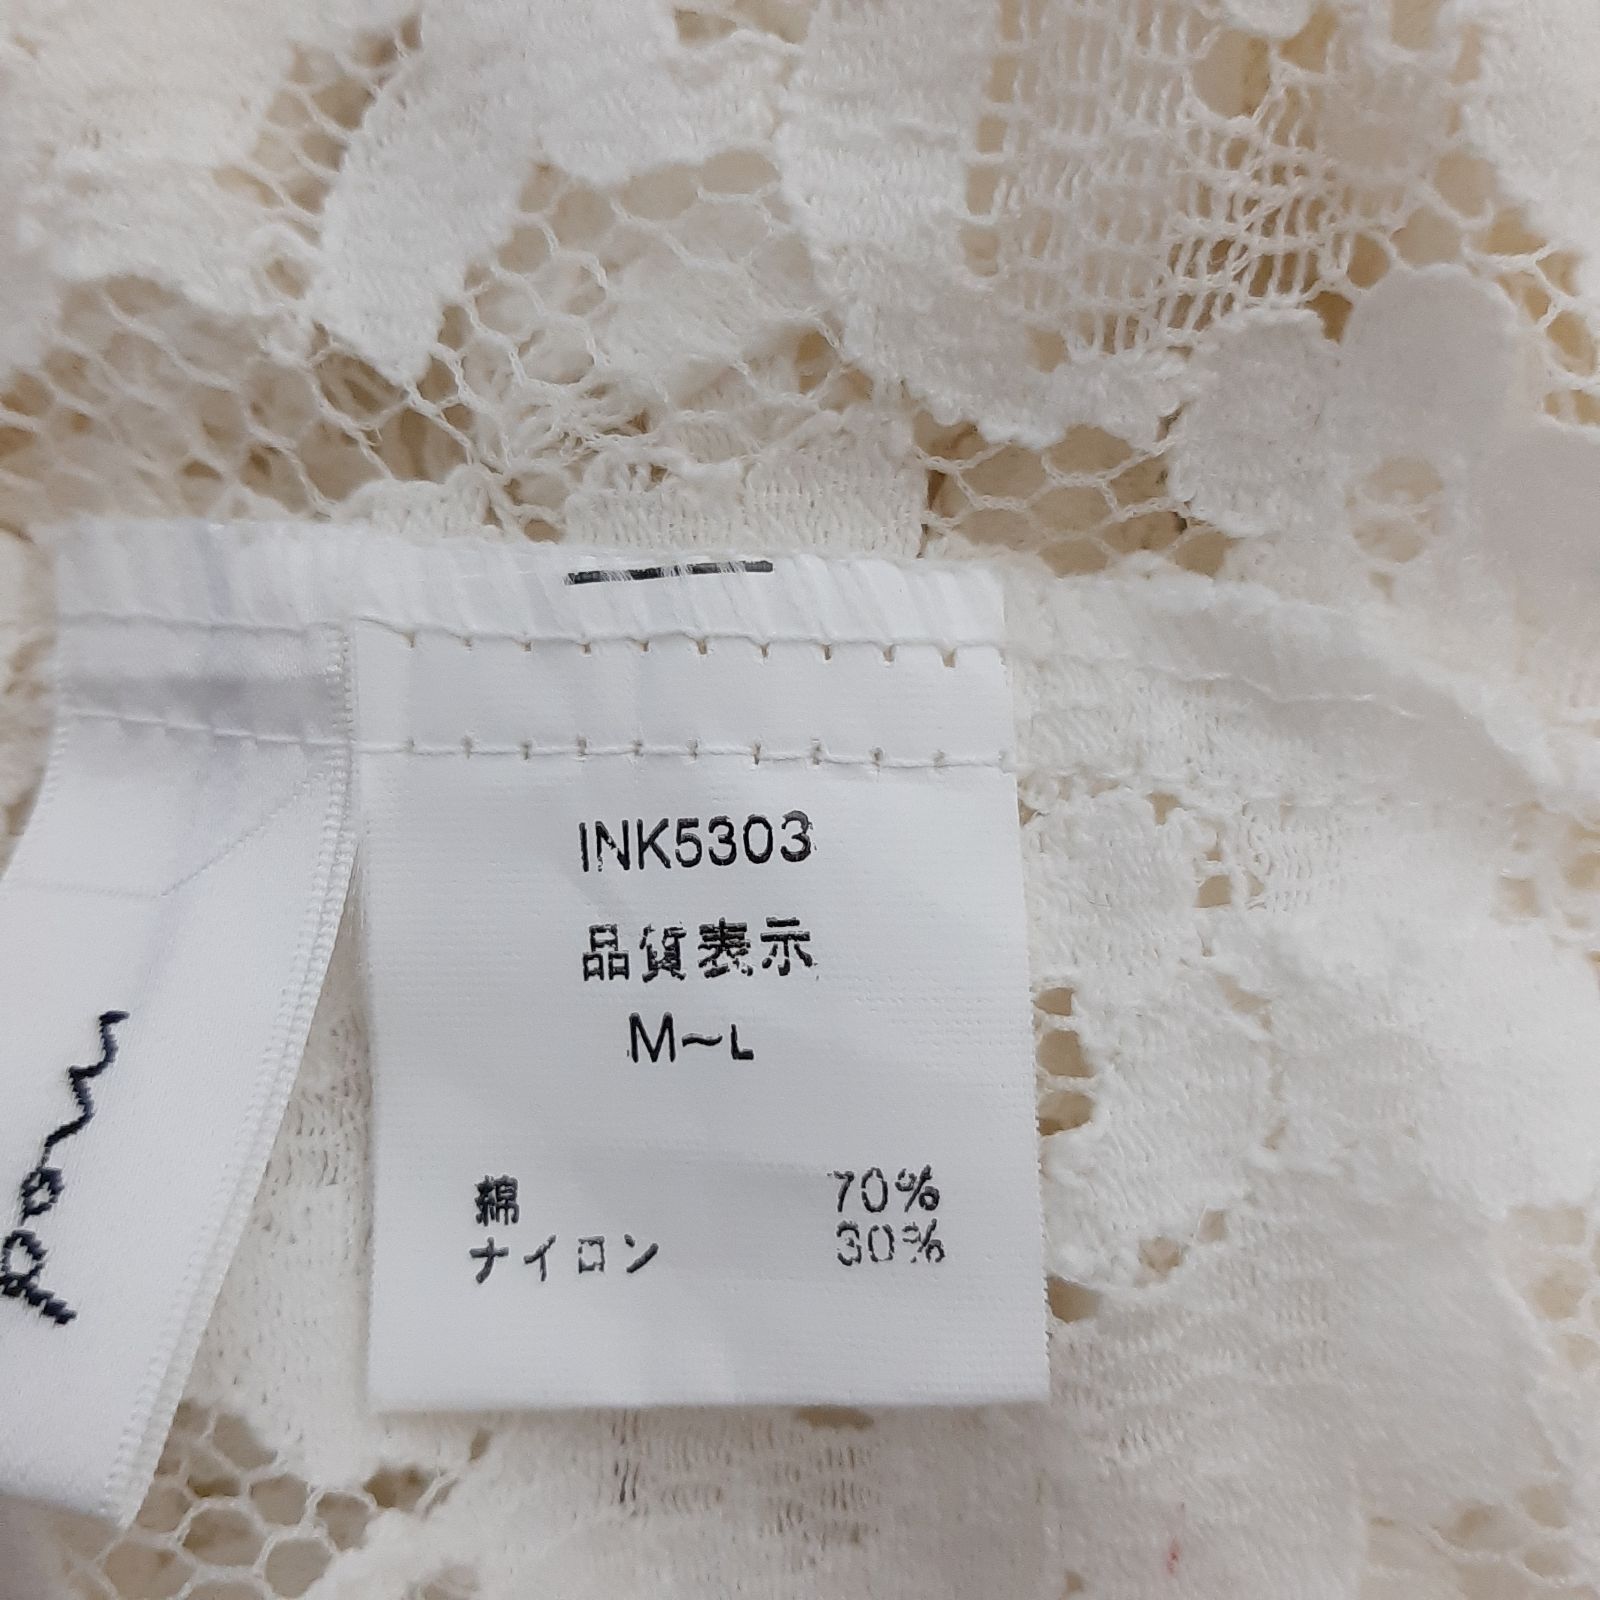 INK5303
品質表示
M～L
綿 70%
ナイロン 30%